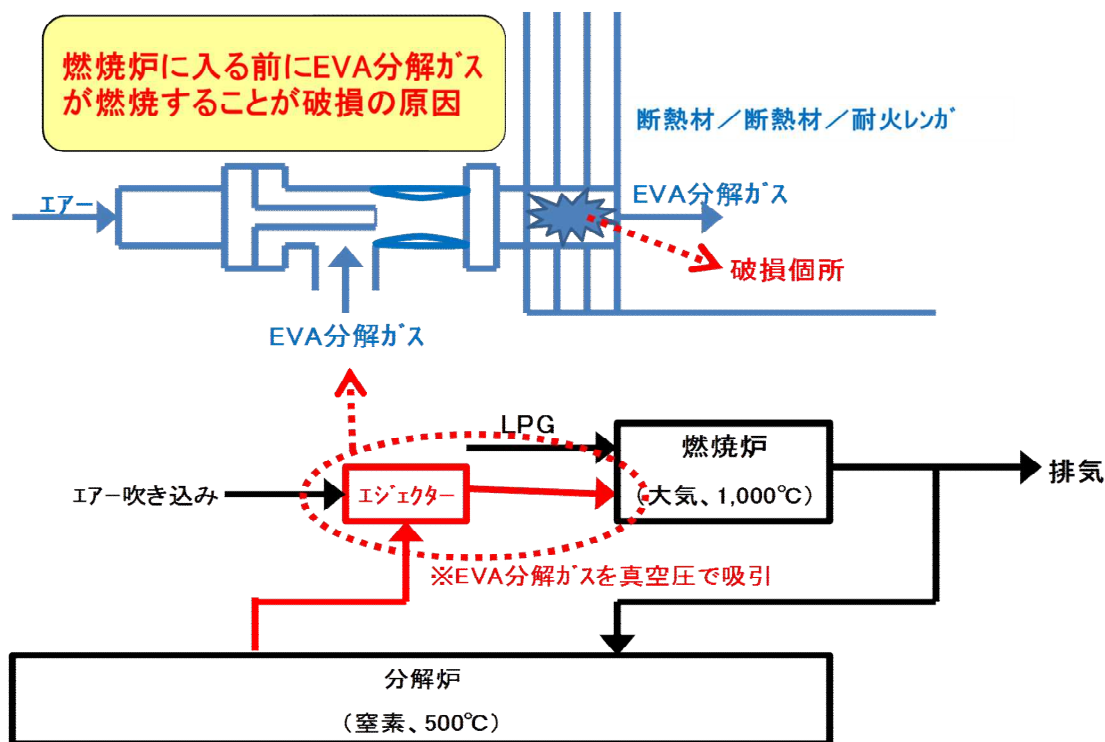 燃焼炉に入る前にEVA分解ｶﾞｽ
が燃焼することが破損の原因
断熱材／断熱材／耐火ﾚﾝｶﾞ
ｴｱｰ
EVA分解ｶﾞｽ
破損個所
EVA分解ｶﾞｽ
LPG
燃焼炉
（大気、1,000℃）
排気
ｴｱｰ吹き込み
ｴｼﾞｪｸﾀｰ
※EVA分解ｶﾞｽを真空圧で吸引
分解炉
（窒素、500℃）